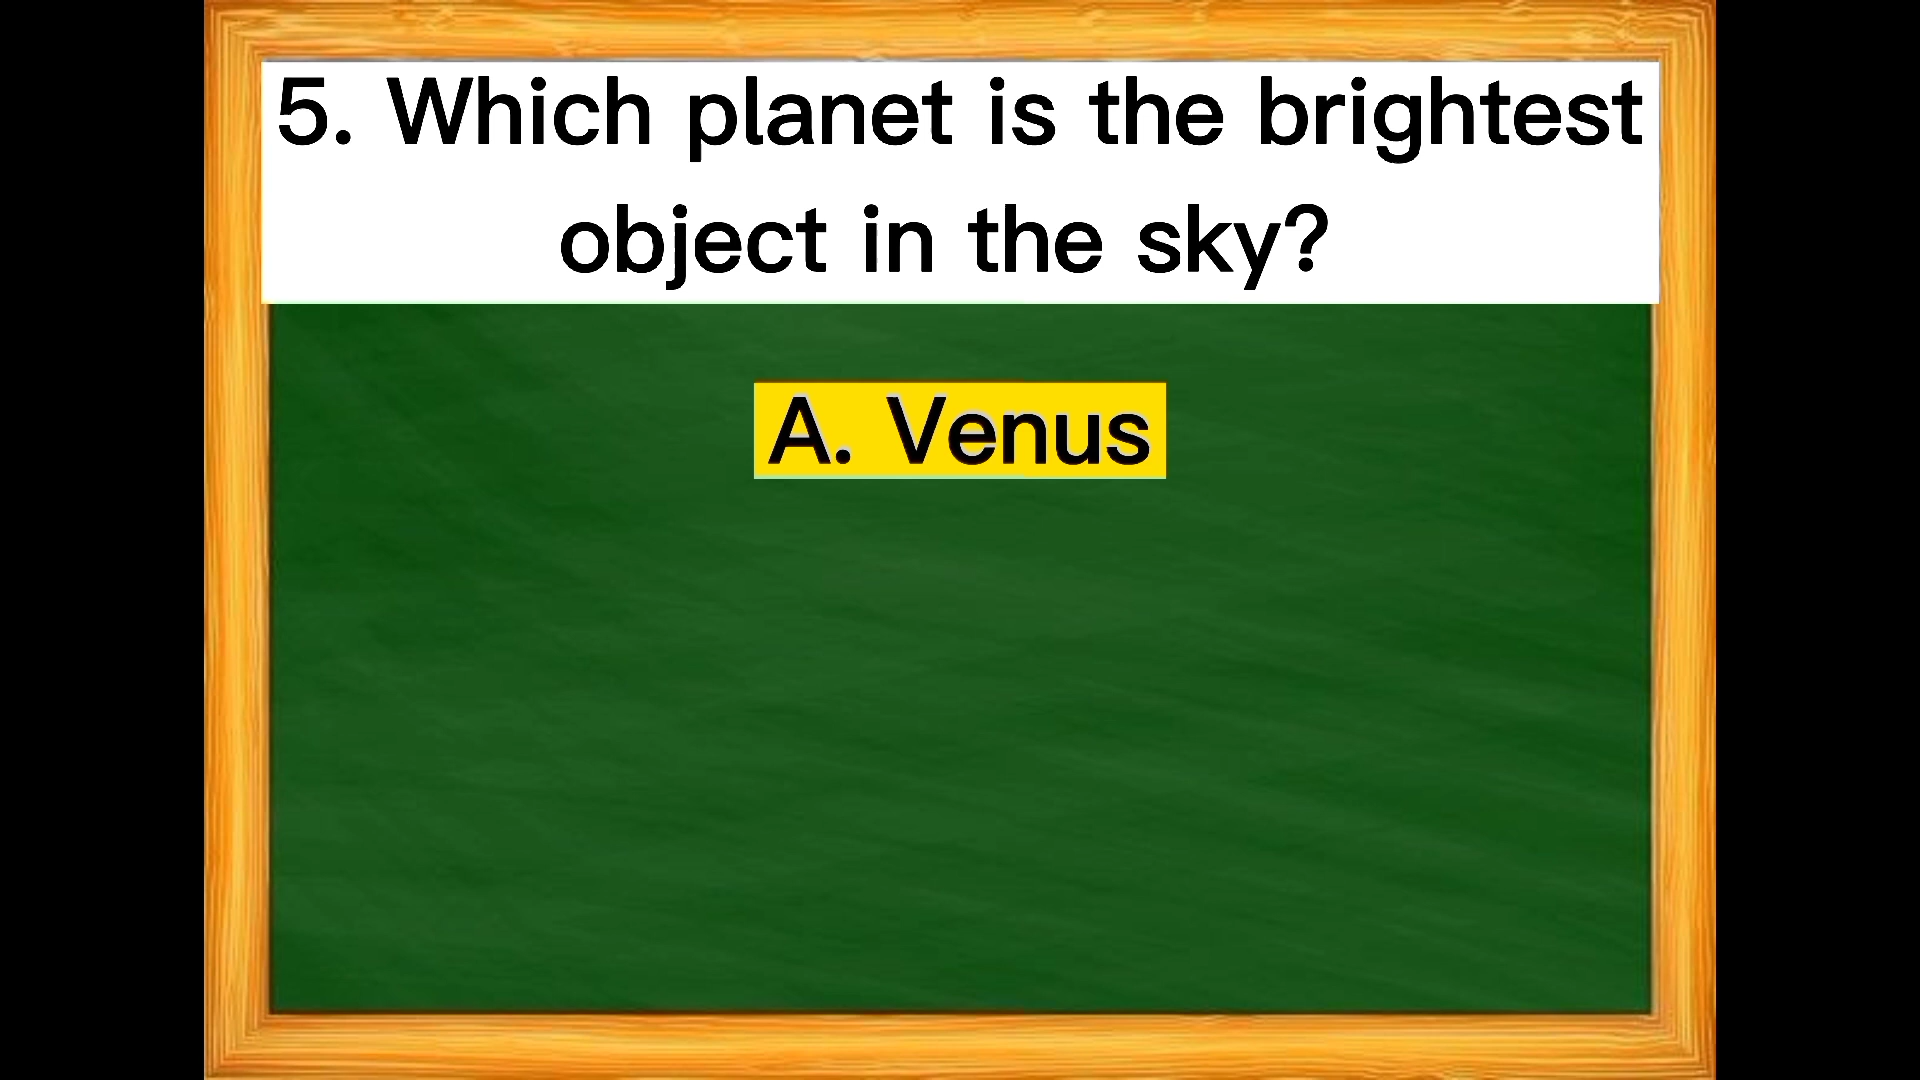 5. Which planet is the brightest
object in the sky?
A. Venus